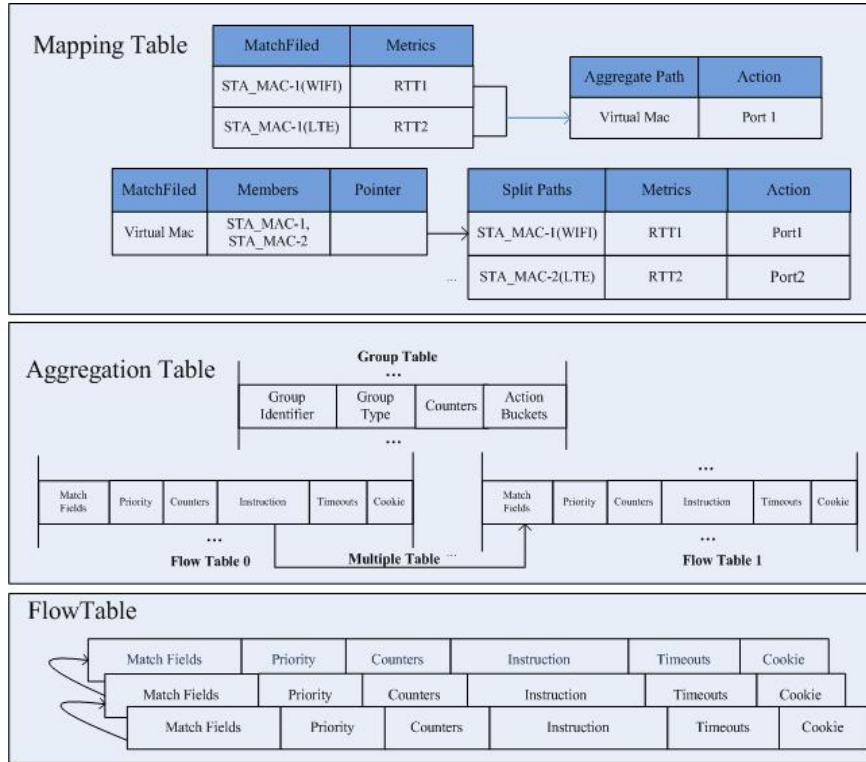 Mapping Table
MatchFiled Metrics
STA_MAC-1(WIFI) RTT1
STA_MAC-1(LTE) RTT2
Aggregate Path Action
Virtual Mac Port 1
MatchFiled Members Pointer
Virtual Mac STA_MAC-1,
STA_MAC-2
Split Paths Metrics Action
STA_MAC-1(WIFI) RTT1 Port1
... STA_MAC-2(LTE) RTT2 Port2
Aggregation Table
Group Table
...
Group
Identifier
Group
Type
Counters
Action
Buckets
...
Match
Fields
Priority Counters Instruction Timeouts Cookie
...
Flow Table 0
Multiple Table ...
...
Match
Fields
Priority Counters Instruction Timeouts Cookie
...
Flow Table 1
FlowTable
Match Fields Priority Counters Instruction Timeouts Cookie
Match Fields Priority Counters Instruction Timeouts Cookie
Match Fields Priority Counters Instruction Timeouts Cookie